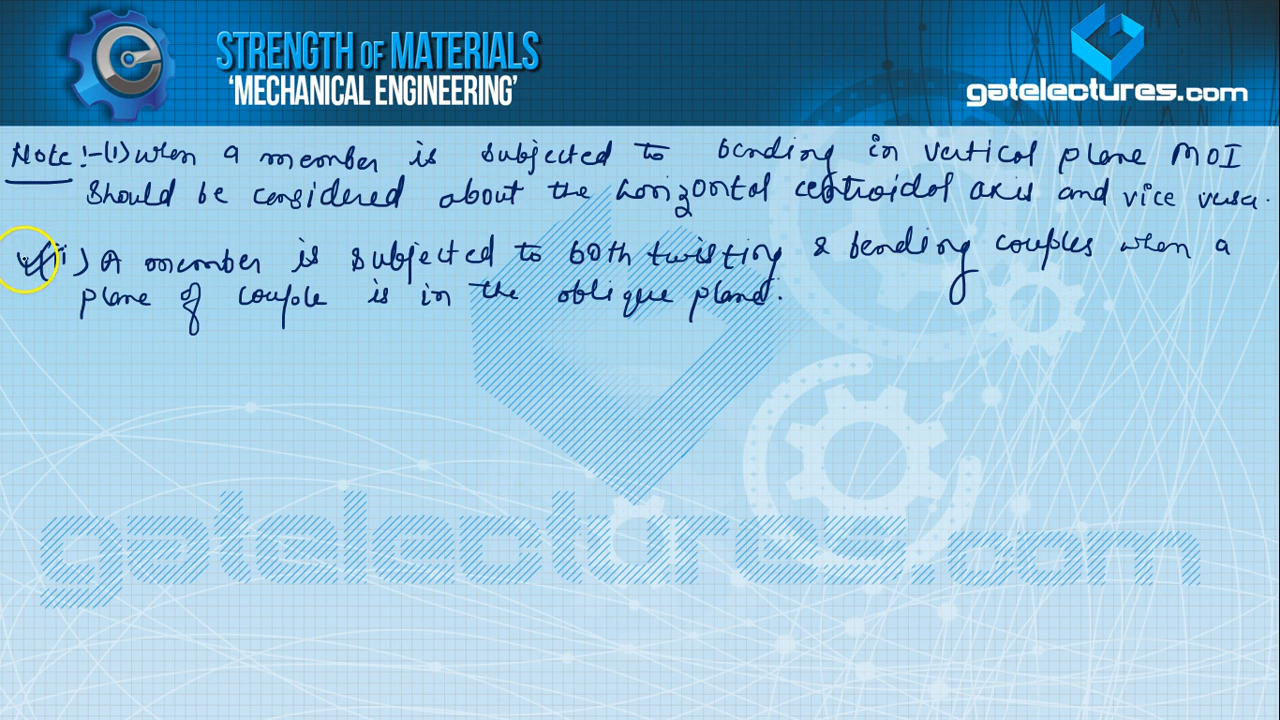 STRENGTH OF MATERIALS
'MECHANICAL ENGINEERING'
gatelectures.com
Note:-(i) when a member is subjected to bending in vertical plane MOI
should be considered about the horizontal centroidal axis and vice versa.
(ii) A member is subjected to both twisting & bending couples when a
plane of couple is in the oblique plane.
gatelectures.com